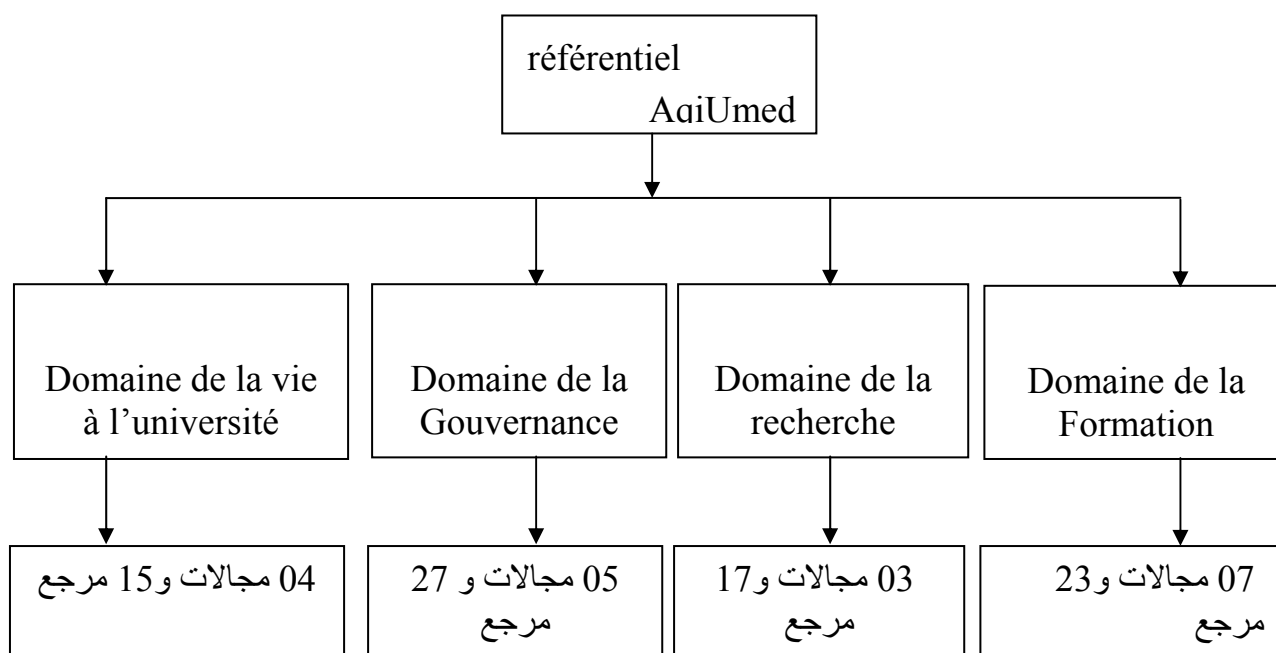 référentiel
AqiUmed
Domaine de la vie
à l’université
Domaine de la
Gouvernance
Domaine de la
recherche
Domaine de la
Formation
04 مجالات و15 مرجع
05 مجالات و 27
مرجع
03 مجالات و17
مرجع
07 مجالات و23
مرجع